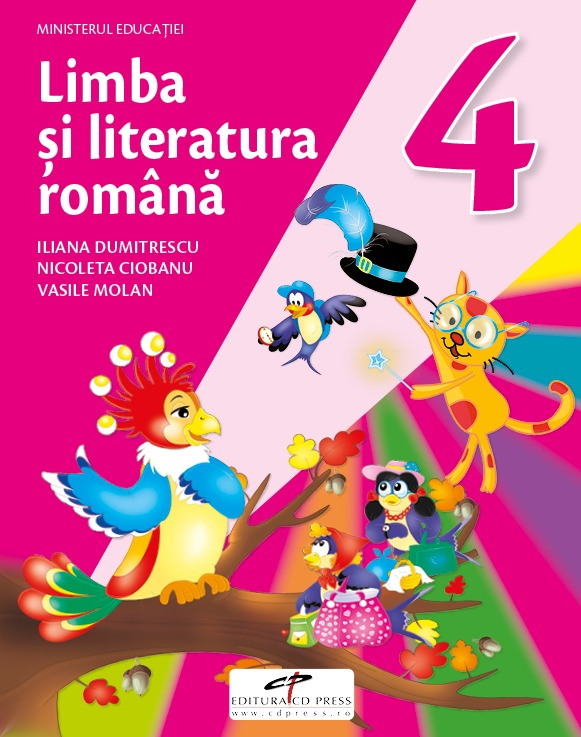 MINISTERUL EDUCAȚIEI
Limba
și literatura
română
4
ILIANA DUMITRESCU
NICOLETA CIOBANU
VASILE MOLAN
CD
EDITURA CD PRESS
www.cdpress.ro